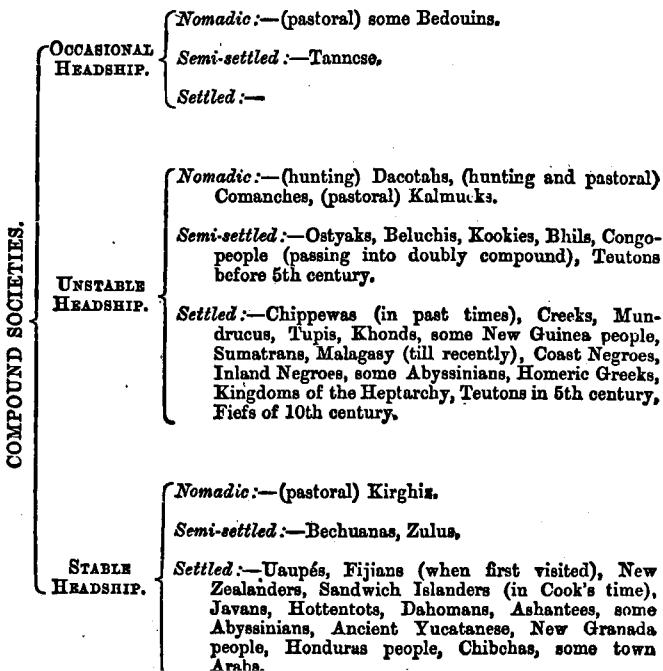 COMPOUND SOCIETIES.
OCCASIONAL
HEADSHIP.
Nomadic:—(pastoral) some Bedouins.
Semi-settled:—Tannese.
Settled:—
UNSTABLE
HEADSHIP.
Nomadic:—(hunting) Dacotahs, (hunting and pastoral)
Comanches, (pastoral) Kalmucks.
Semi-settled:—Ostyaks, Beluchis, Kookies, Bhils, Congo-
people (passing into doubly compound), Teutons
before 5th century.
Settled:—Chippewas (in past times), Creeks, Mun-
drucus, Tupis, Khonds, some New Guinea people,
Sumatrans, Malagasy (till recently), Coast Negroes,
Inland Negroes, some Abyssinians, Homeric Greeks,
Kingdoms of the Heptarchy, Teutons in 5th century,
Fiefs of 10th century.
STABLE
HEADSHIP.
Nomadic:—(pastoral) Kirghiz.
Semi-settled:—Bechuanas, Zulus.
Settled:—Uaupés, Fijians (when first visited), New
Zealanders, Sandwich Islanders (in Cook's time),
Javans, Hottentots, Dahomans, Ashantees, some
Abyssinians, Ancient Yucatanese, New Granada
people, Honduras people, Chibchas, some town
Arabs.